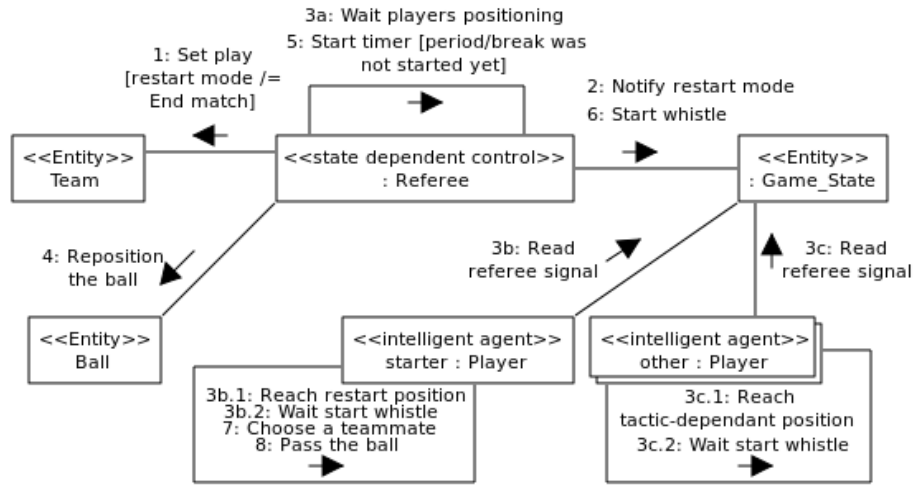 3a: Wait players positioning
5: Start timer [period/break was
not started yet]
1: Set play
[restart mode /=
End match]
2: Notify restart mode
6: Start whistle
<<Entity>>
Team
<<state dependent control>>
: Referee
<<Entity>>
: Game_State
4: Reposition
the ball
3b: Read
referee signal
3c: Read
referee signal
<<Entity>>
Ball
<<intelligent agent>>
starter : Player
<<intelligent agent>>
other : Player
3b.1: Reach restart position
3b.2: Wait start whistle
7: Choose a teammate
8: Pass the ball
3c.1: Reach
tactic-dependant position
3c.2: Wait start whistle